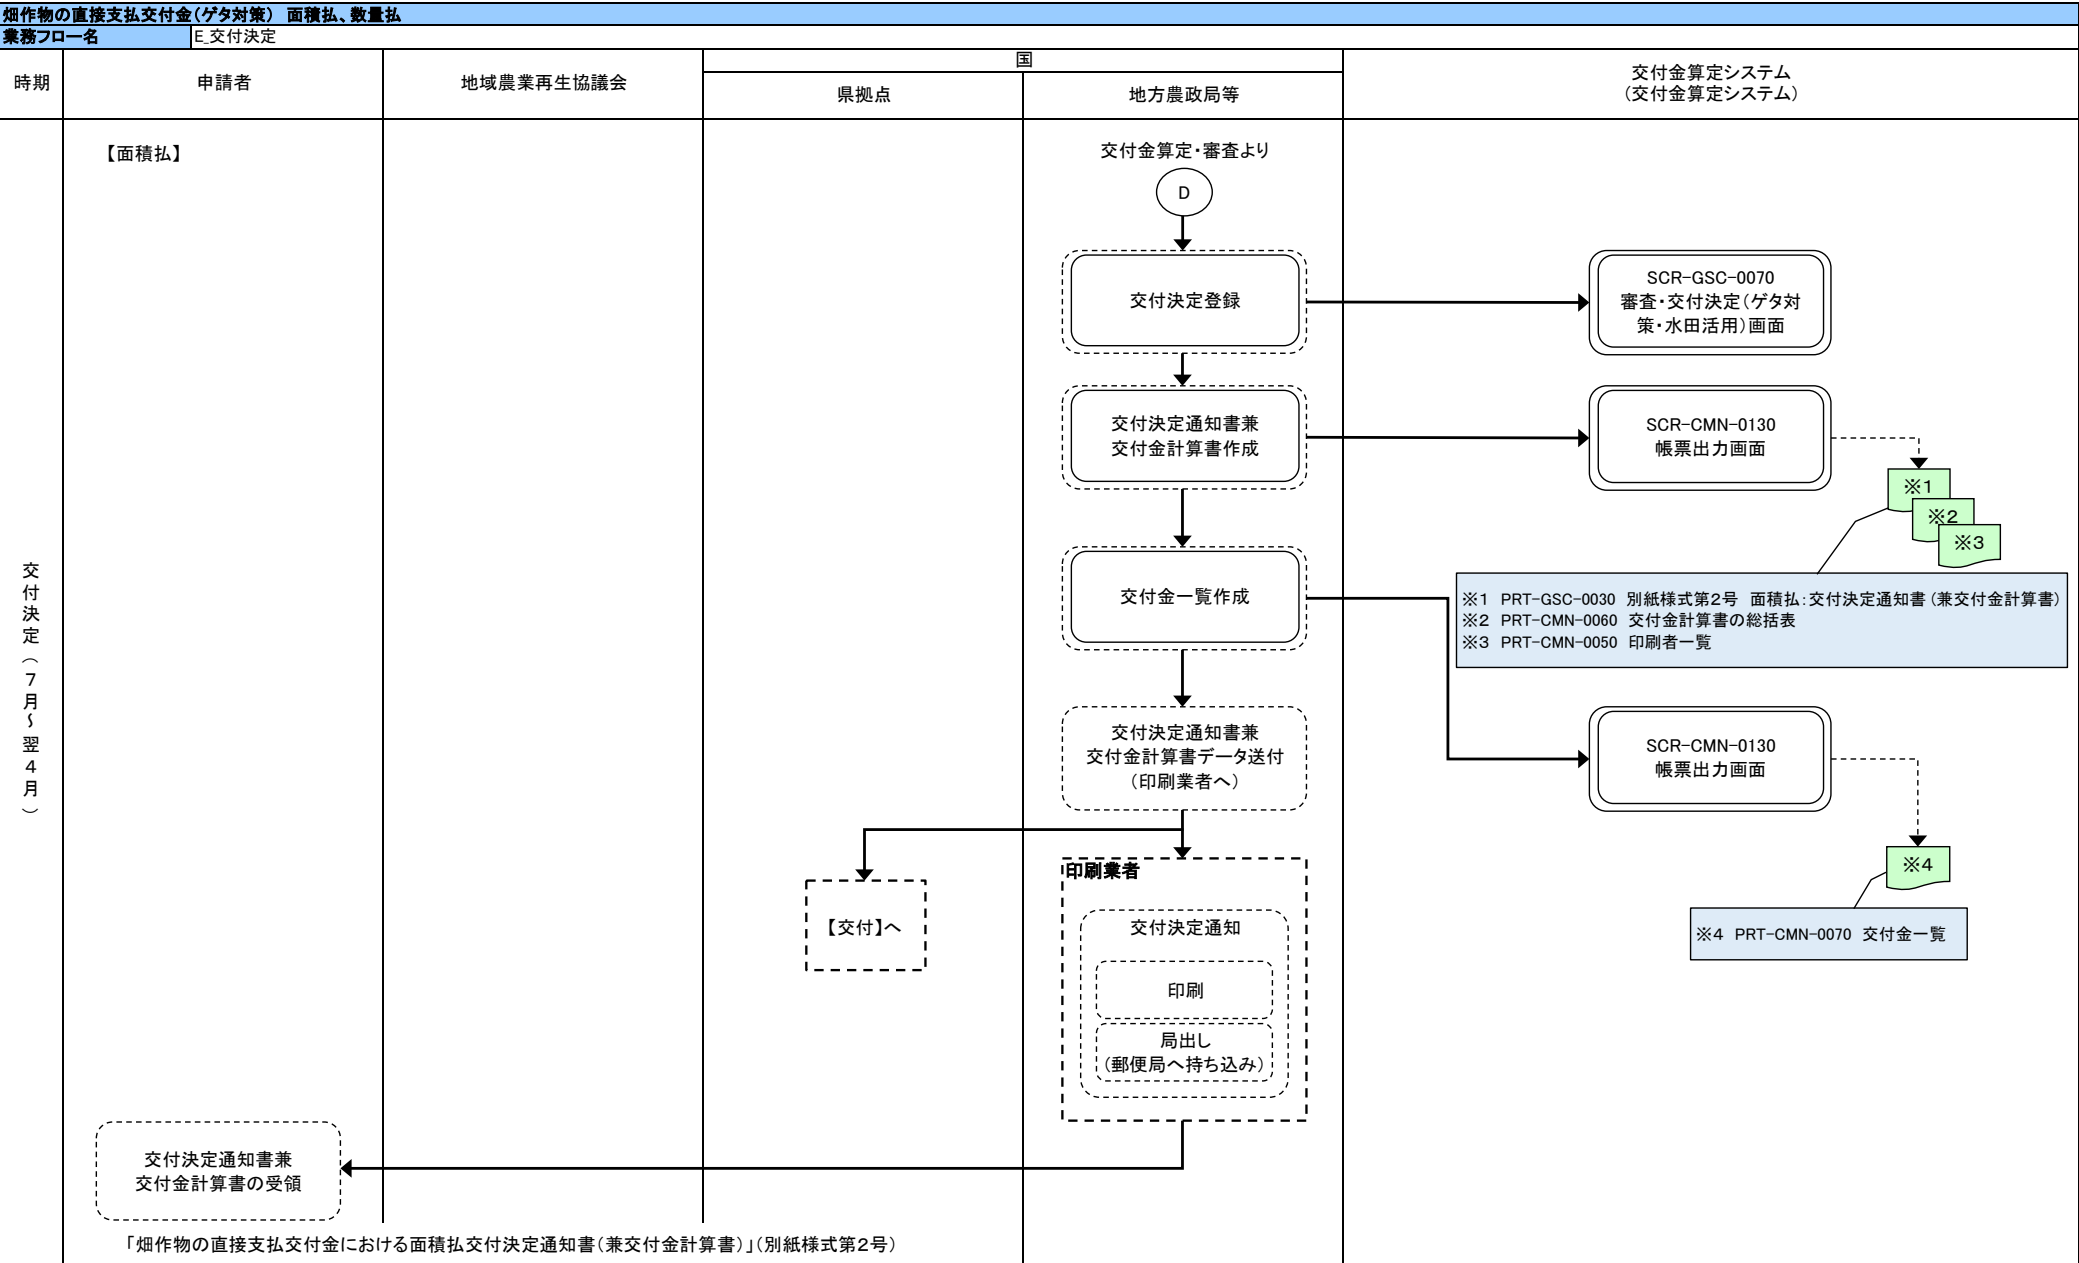 畑作物の直接支払交付金(ゲタ対策) 面積払、数量払
業務フロー名
E_交付決定
時期
申請者
地域農業再生協議会
国
県拠点
地方農政局等
交付金算定システム
(交付金算定システム)
交付決定(7月~翌4月)
【面積払】
交付金算定・審査より
D
交付決定登録
SCR-GSC-0070
審査・交付決定(ゲタ対
策・水田活用)画面
交付決定通知書兼
交付金計算書作成
SCR-CMN-0130
帳票出力画面
※1
※2
※3
交付金一覧作成
※1 PRT-GSC-0030 別紙様式第2号 面積払:交付決定通知書(兼交付金計算書)
※2 PRT-CMN-0060 交付金計算書の総括表
※3 PRT-CMN-0050 印刷者一覧
交付決定通知書兼
交付金計算書データ送付
(印刷業者へ)
SCR-CMN-0130
帳票出力画面
※4
※4 PRT-CMN-0070 交付金一覧
【交付】へ
印刷業者
交付決定通知
印刷
局出し
(郵便局へ持ち込み)
交付決定通知書兼
交付金計算書の受領
「畑作物の直接支払交付金における面積払交付決定通知書(兼交付金計算書)」(別紙様式第2号)